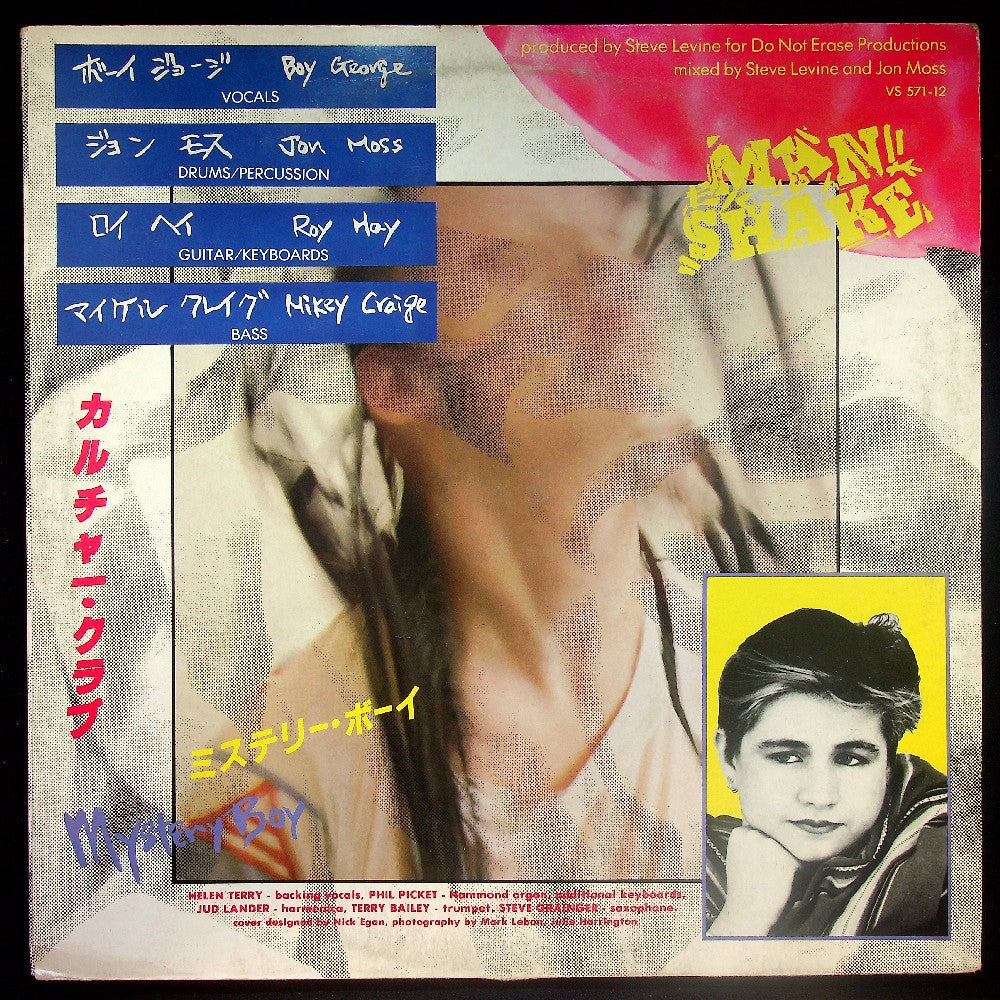 ボーイ ジョージ Boy George
VOCALS
ジョン モス Jon Moss
DRUMS/PERCUSSION
ロイ ヘイ Roy Hay
GUITAR/KEYBOARDS
マイケル クレイグ Mikey Craige
BASS
produced by Steve Levine for Do Not Erase Productions
mixed by Steve Levine and Jon Moss
VS 571-12
MAN
SHAKE
カルチャー・クラブ
ミステリー・ボーイ
Mystery Boy
HELEN TERRY - backing vocals, PHIL PICKET - Hammond organ, additional keyboards,
JUD LANDER - harmonica, TERRY BAILEY - trumpet, STEVE GRAINGER - saxophone
cover designed by Nick Egan, photography by Mark Lebon, Julie Harrington